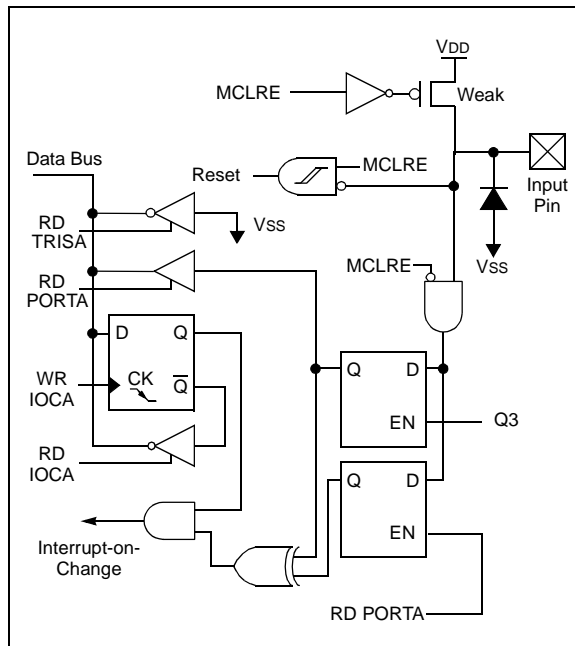 VDD
MCLRE
Weak
Data Bus
Reset
MCLRE
Input
Pin
RD
TRISA
VSS
VSS
RD
PORTA
MCLRE
D
Q
Q
D
WR
IOCA
CK
Q
EN
Q3
RD
IOCA
Q
D
EN
Interrupt-on-
Change
RD PORTA